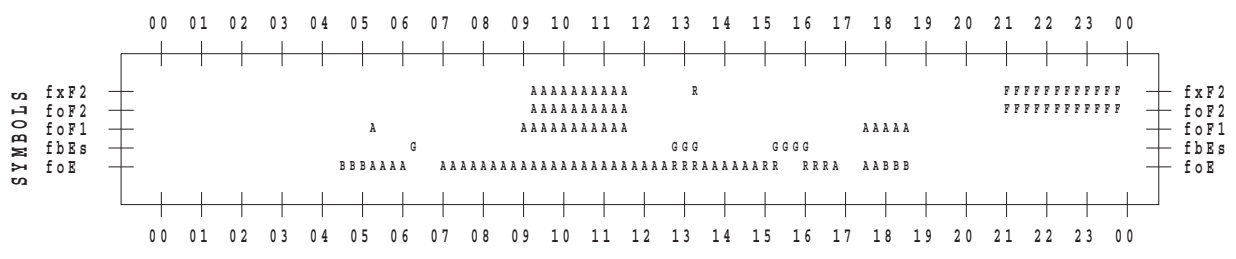 00 01 02 03 04 05 06 07 08 09 10 11 12 13 14 15 16 17 18 19 20 21 22 23 00
SYMBOLS
fxF2 AAAAAAAAAA R FFFFFFFFFFFF fxF2
foF2 AAAAAAAAAA FFFFFFFFFFFF foF2
foF1 A AAAAAAAAAAA AAAAA foF1
fbEs G GGG GGGG fbEs
foE BBBAAAA AAAAAAAAAAAAAAAAAAAAAAARRRAAAAAARR RRRA AABBB foE
00 01 02 03 04 05 06 07 08 09 10 11 12 13 14 15 16 17 18 19 20 21 22 23 00